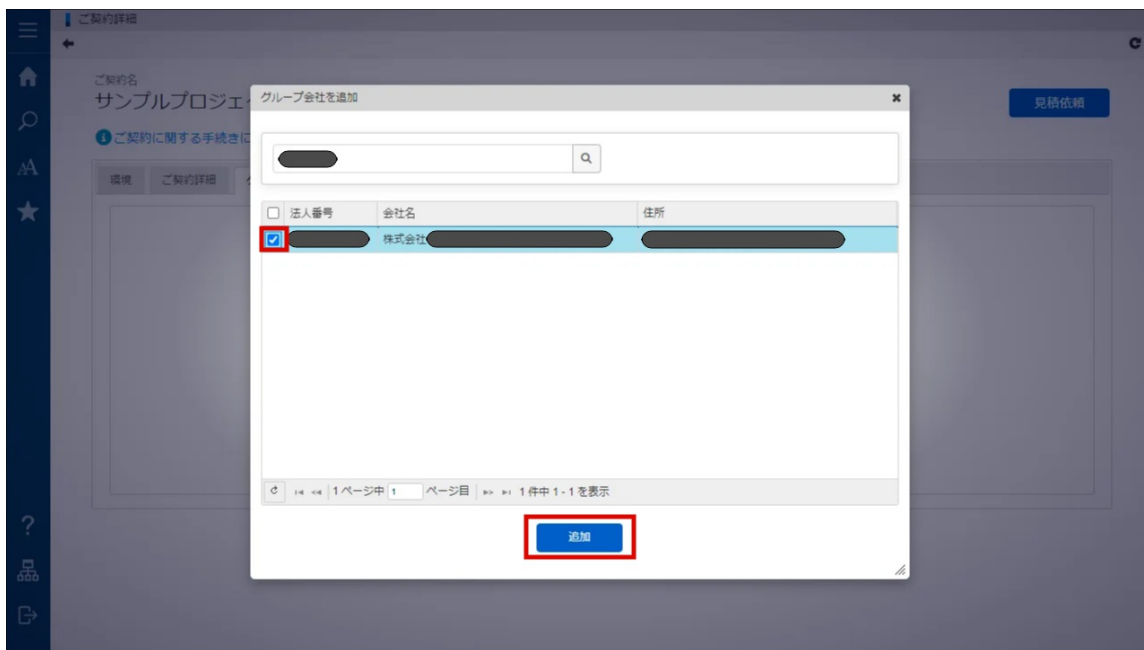 ご契約詳細
ご契約名
サンプルプロジェ
見積依頼
ご契約に関する手続きに
環境 ご契約詳細
グループ会社を追加
法人番号 会社名 住所
株式会社
1 ページ中 1 ページ目 1 件中 1 - 1 を表示
追加